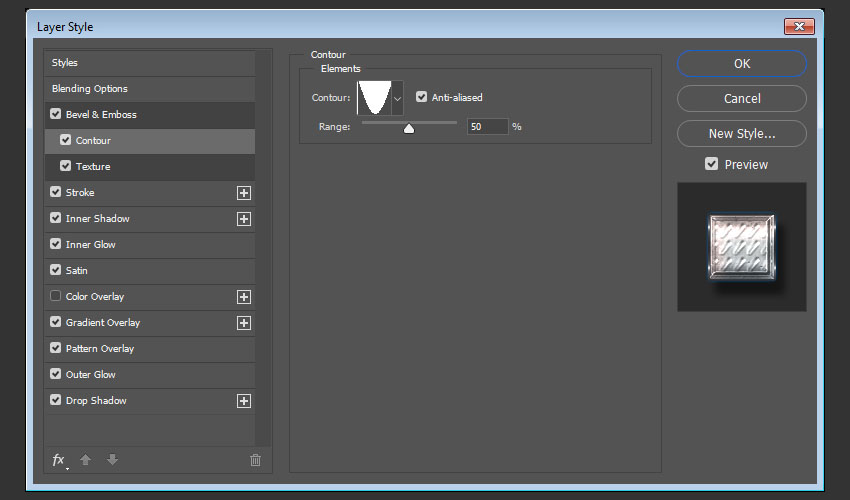 Layer Style
Styles
Blending Options
Bevel & Emboss
Contour
Texture
Stroke
Inner Shadow
Inner Glow
Satin
Color Overlay
Gradient Overlay
Pattern Overlay
Outer Glow
Drop Shadow
fx
Contour
Elements
Contour:
Anti-aliased
Range:
50 %
OK
Cancel
New Style...
Preview